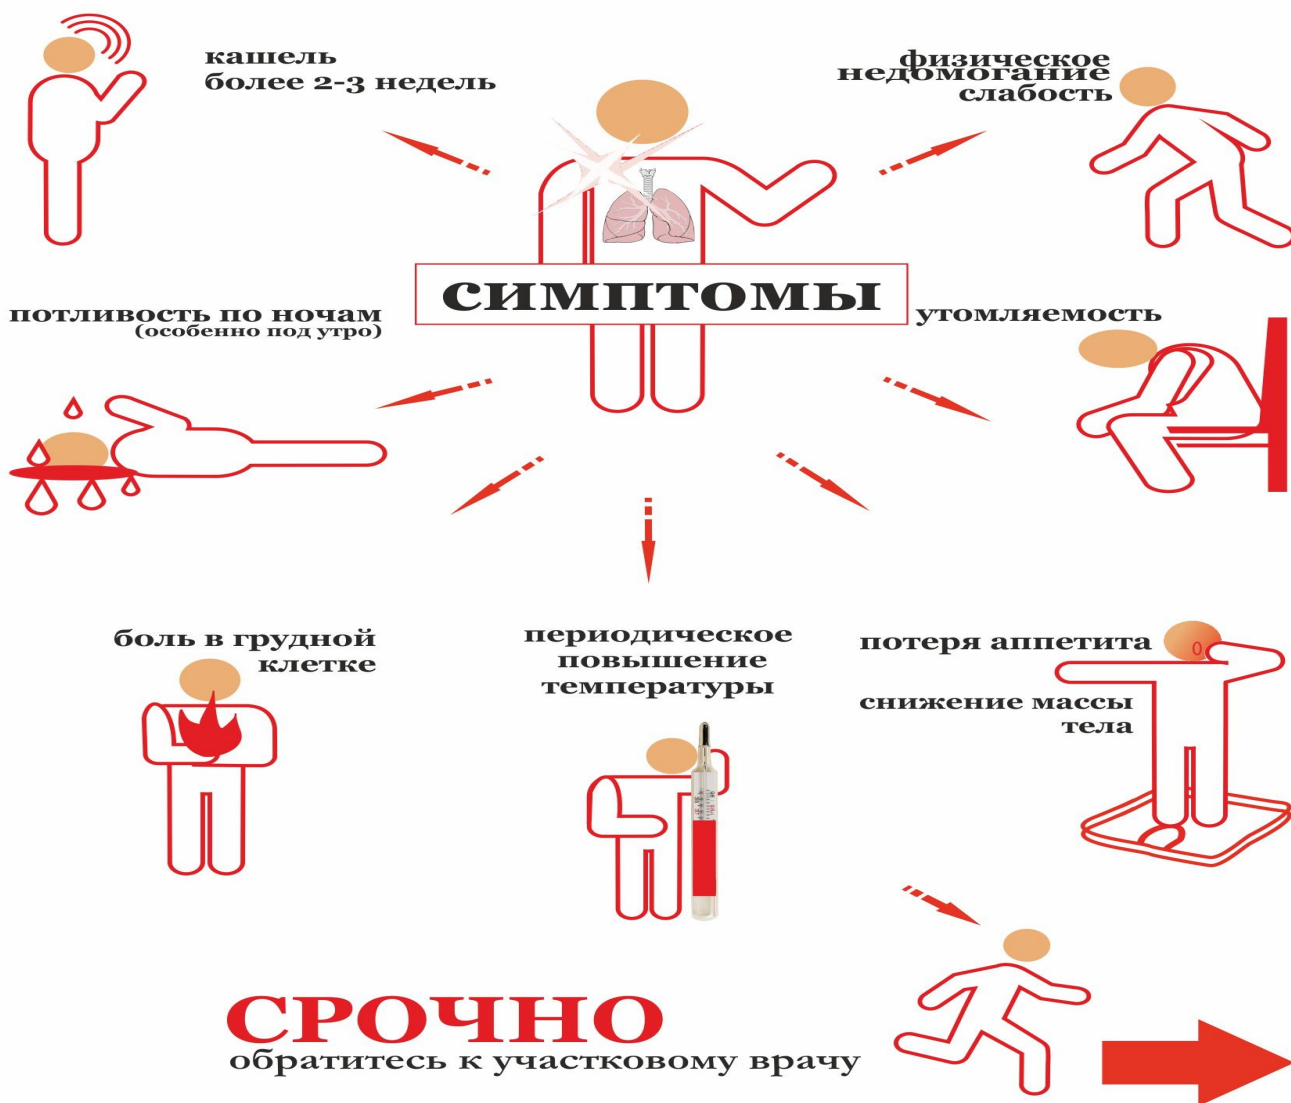 кашель
более 2-3 недель
физическое
недомогание
слабость
симптомы
потливость по ночам
(особенно под утро)
утомляемость
боль в грудной
клетке
периодическое
повышение
температуры
потеря аппетита
снижение массы
тела
0
СРОЧНО
обратитесь к участковому врачу